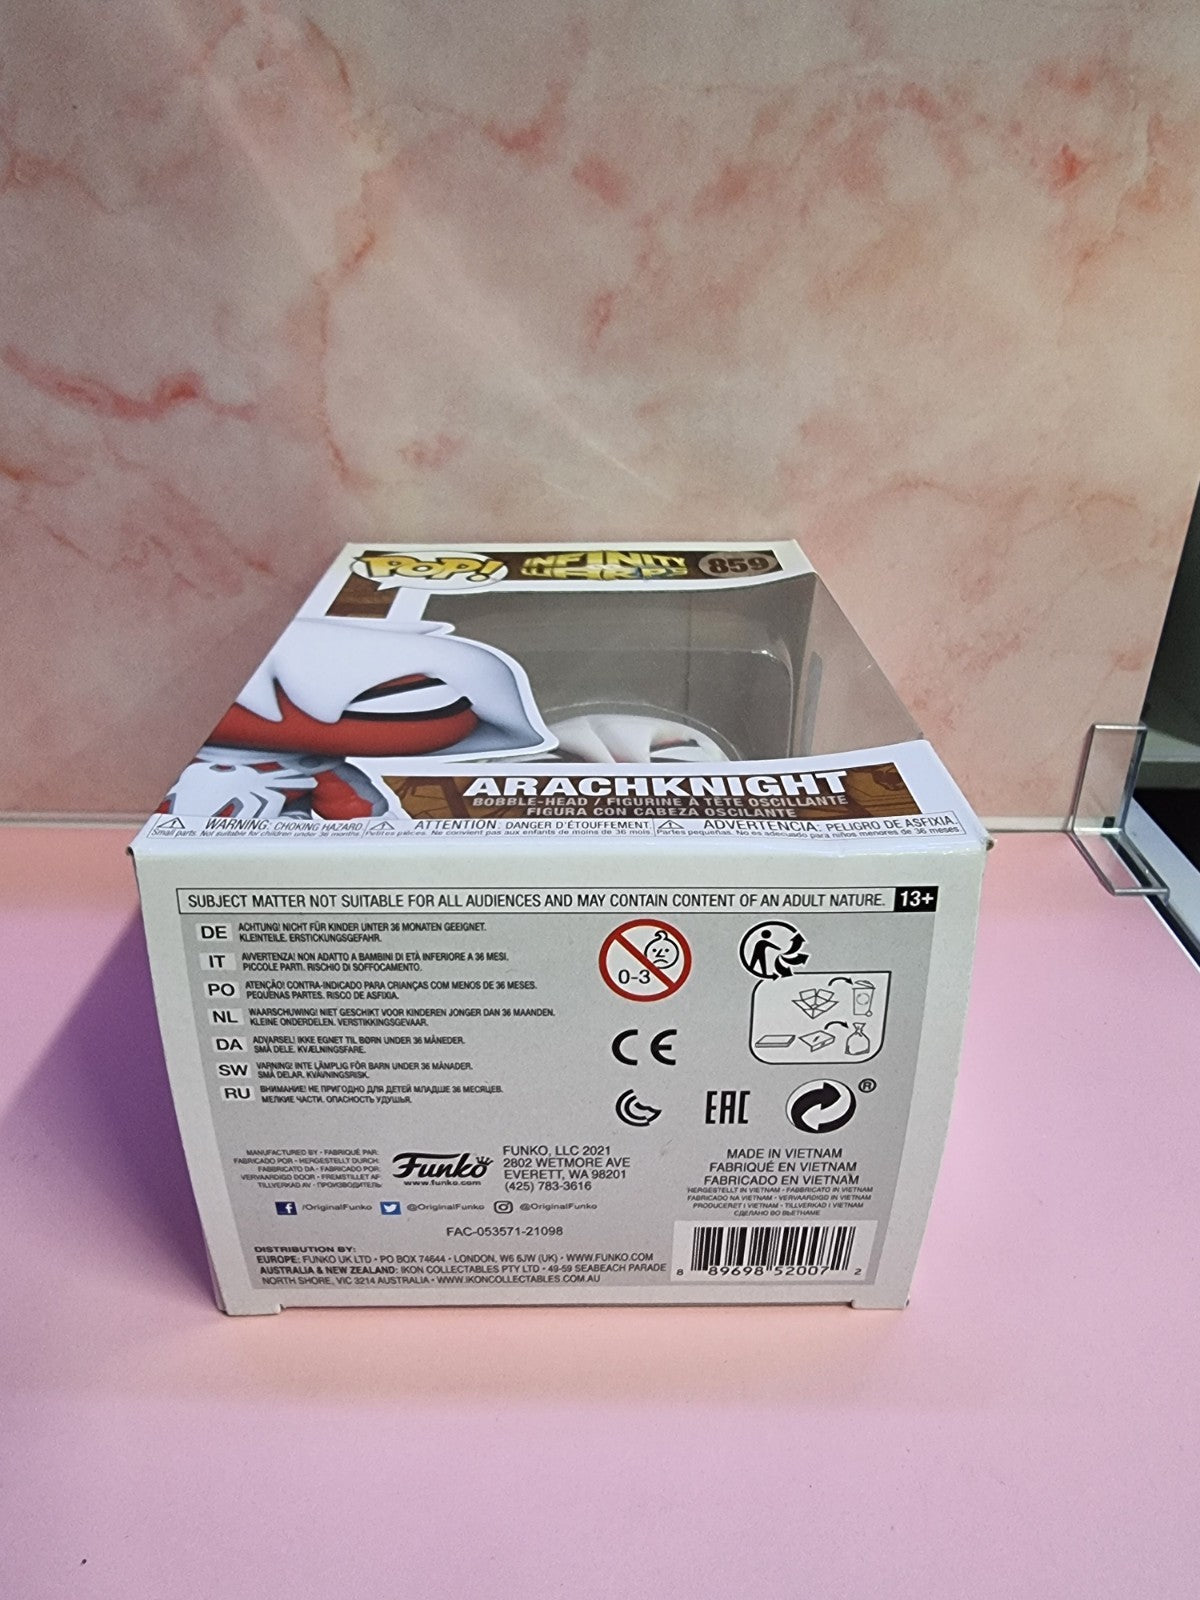 POP! INFINITY WARPS 859
ARACHKNIGHT
BOBBLE-HEAD / FIGURINE À TÊTE OSCILLANTE
FIGURA CON CABEZA OSCILANTE
WARNING: CHOKING HAZARD
Small parts. Not suitable for children under 36 months
ATTENTION: DANGER D'ÉTOUFFEMENT
Petites pièces. Ne convient pas aux enfants de moins de 36 mois.
ADVERTENCIA: PELIGRO DE ASFIXIA.
Partes pequeñas. No es adecuado para niños menores de 36 meses.
SUBJECT MATTER NOT SUITABLE FOR ALL AUDIENCES AND MAY CONTAIN CONTENT OF AN ADULT NATURE. 13+
DE ACHTUNG! NICHT FÜR KINDER UNTER 36 MONATEN GEEIGNET.
KLEINTEILE. ERSTICKUNGSGEFAHR.
IT AVVERTENZA! NON ADATTO A BAMBINI DI ETÀ INFERIORE A 36 MESI.
PICCOLE PARTI. RISCHIO DI SOFFOCAMENTO.
PO ATENÇÃO! CONTRA-INDICADO PARA CRIANÇAS COM MENOS DE 36 MESES.
PEQUENAS PARTES. RISCO DE ASFIXIA.
NL WAARSCHUWING! NIET GESCHIKT VOOR KINDEREN JONGER DAN 36 MAANDEN.
KLEINE ONDERDELEN. VERSTIKKINGSGEVAAR.
DA ADVARSEL! IKKE EGNET TIL BØRN UNDER 36 MÅNEDER.
SMÅ DELE. KVÆLNINGSFARE.
SW VARNING! INTE LÄMPLIG FÖR BARN UNDER 36 MÅNADER.
SMÅ DELAR. KVÄVNINGSRISK.
RU ВНИМАНИЕ! НЕ ПРИГОДНО ДЛЯ ДЕТЕЙ МЛАДШЕ 36 МЕСЯЦЕВ.
МЕЛКИЕ ЧАСТИ. ОПАСНОСТЬ УДУШЬЯ.
0-3
CE
EAC
®
MANUFACTURED BY • FABRIQUÉ PAR:
FABRICADO POR • HERGESTELLT DURCH:
FABBRICATO DA • FABRICADO POR:
VERVAARDIGD DOOR • FREMSTILLET AF:
TILLVERKAD AV • ПРОИЗВОДИТЕЛЬ:
Funko
www.funko.com
FUNKO, LLC 2021
2802 WETMORE AVE
EVERETT, WA 98201
(425) 783-3616
/OriginalFunko @OriginalFunko @OriginalFunko
FAC-053571-21098
MADE IN VIETNAM
FABRIQUÉ EN VIETNAM
FABRICADO EN VIETNAM
HERGESTELLT IN VIETNAM • FABBRICATO IN VIETNAM
FABRICADO NA VIETNAM • VERVAARDIGD IN VIETNAM
PRODUCERET I VIETNAM • TILLVERKAD I VIETNAM
СДЕЛАНО ВО ВЬЕТНАМЕ
DISTRIBUTION BY:
EUROPE: FUNKO UK LTD • PO BOX 74644 • LONDON, W6 6JW (UK) • WWW.FUNKO.COM
AUSTRALIA & NEW ZEALAND: IKON COLLECTABLES PTY LTD • 49-59 SEABEACH PARADE
NORTH SHORE, VIC 3214 AUSTRALIA • WWW.IKONCOLLECTABLES.COM.AU
8 89698 52007 2